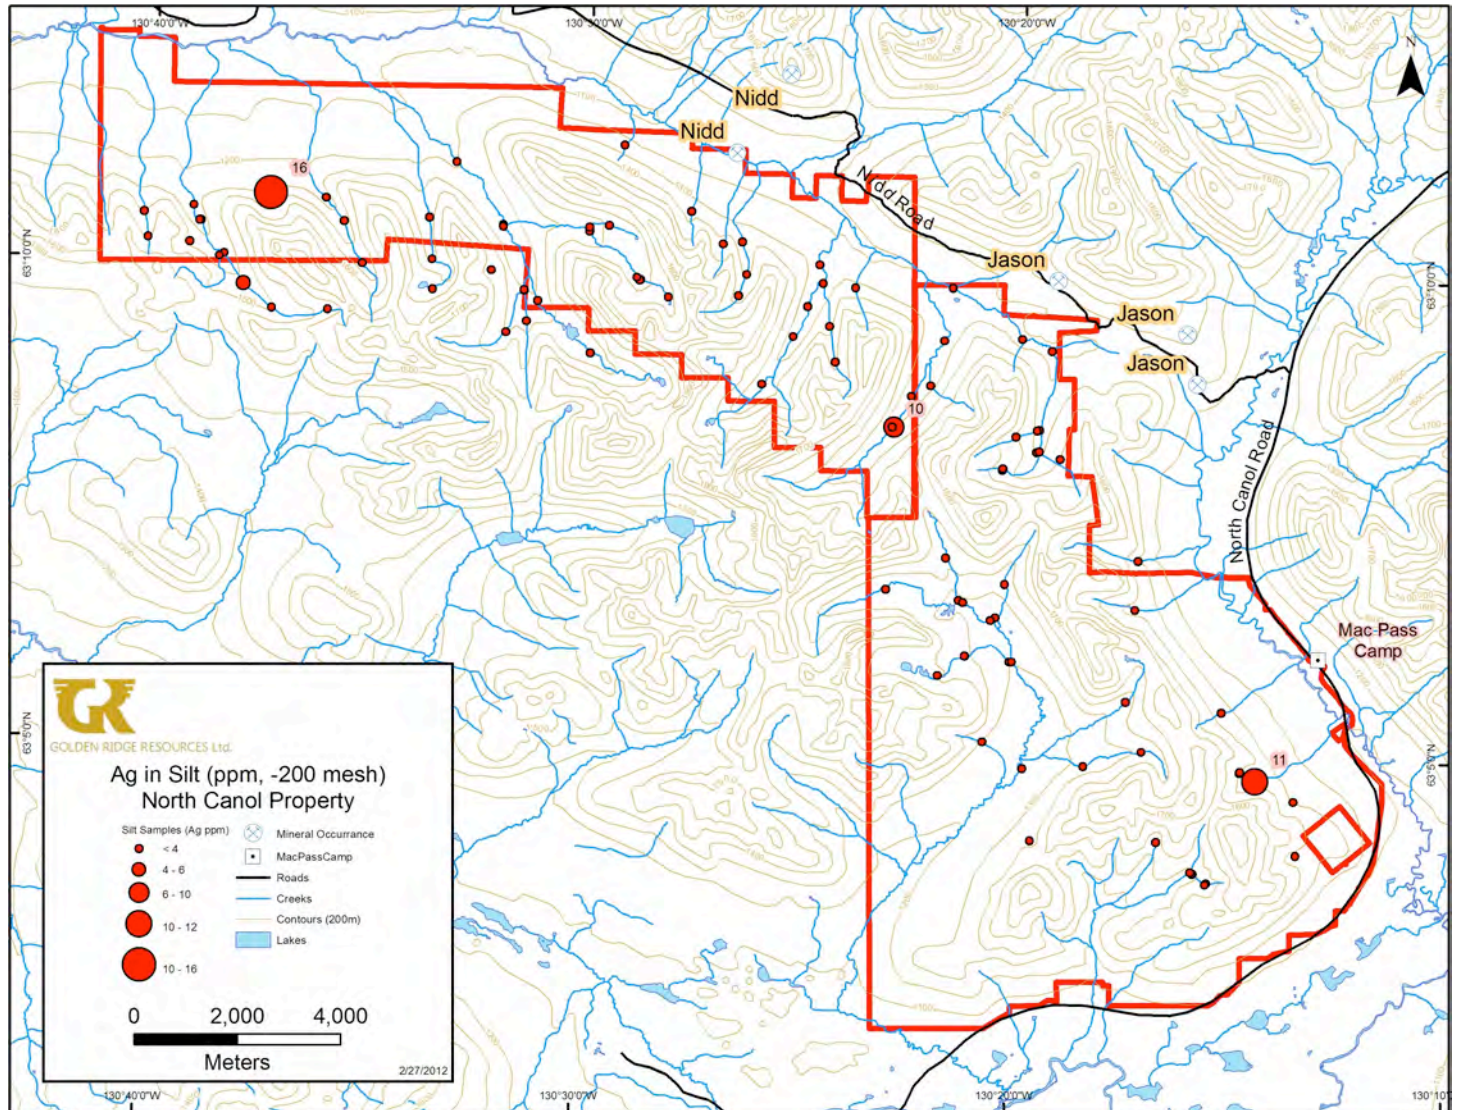 130°40'0"W
130°30'0"W
130°20'0"W
N
Nidd
Nidd
16
Nidd Road
63°10'0"N
63°10'0"N
Jason
Jason
Jason
10
North Canol Road
Mac Pass
Camp
63°5'0"N
63°5'0"N
11
GK
GOLDEN RIDGE RESOURCES Ltd.
Ag in Silt (ppm, -200 mesh)
North Canol Property
Silt Samples (Ag ppm)
< 4
4 - 6
6 - 10
10 - 12
10 - 16
Mineral Occurrance
MacPassCamp
Roads
Creeks
Contours (200m)
Lakes
0 2,000 4,000
Meters
2/27/2012
130°40'0"W
130°30'0"W
130°20'0"W